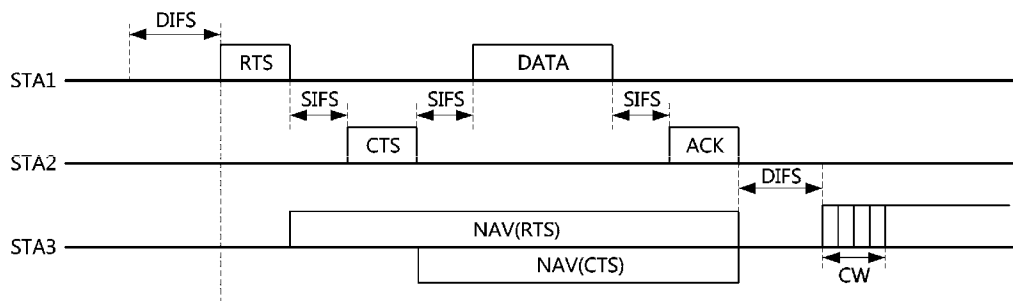 DIFS
RTS
DATA
STA1
SIFS
SIFS
SIFS
CTS
ACK
STA2
DIFS
NAV(RTS)
STA3
NAV(CTS)
CW